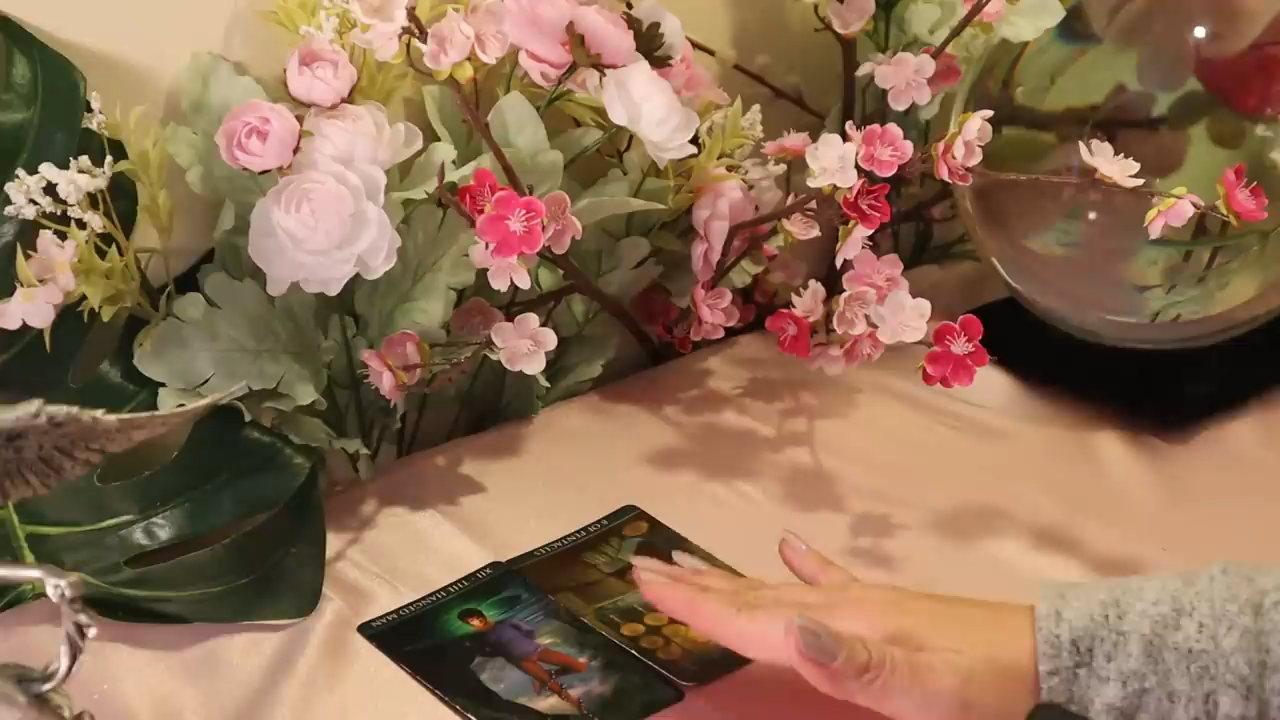 XII - THE HANGED MAN
8 OF PENTACLES